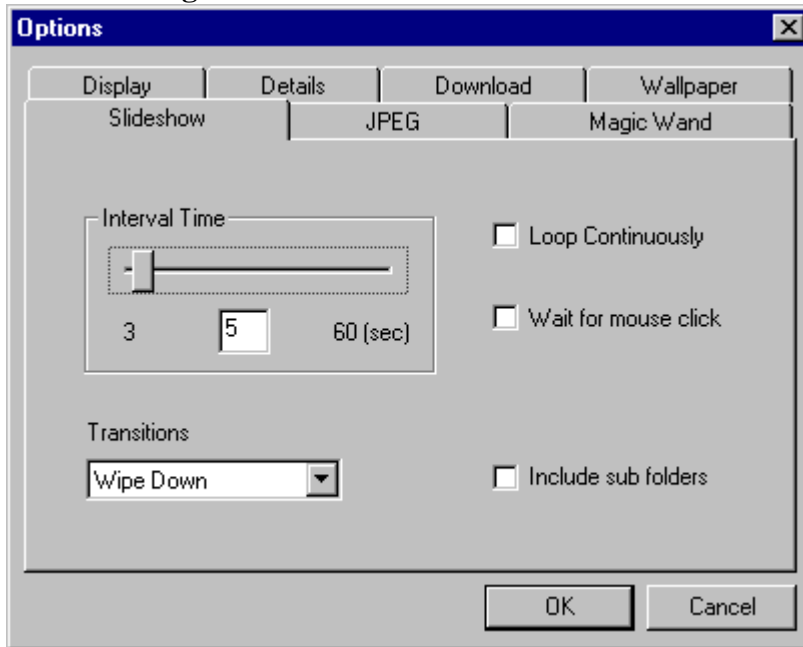 Options
Display Details Download Wallpaper
Slideshow JPEG Magic Wand
Interval Time
Loop Continuously
3 5 60 (sec)
Wait for mouse click
Transitions
Wipe Down
Include sub folders
OK Cancel